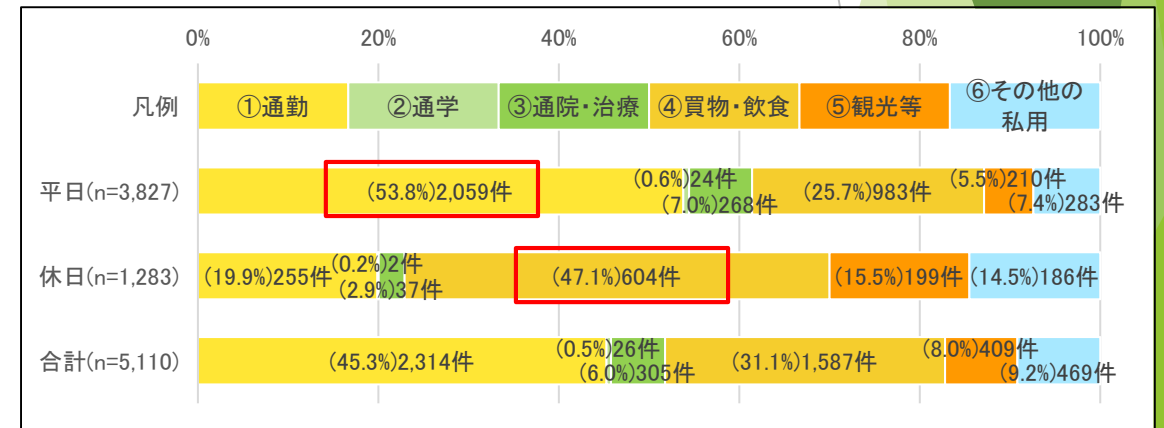 0% 20% 40% 60% 80% 100%
凡例 ①通勤 ②通学 ③通院・治療 ④買物・飲食 ⑤観光等 ⑥その他の
私用
平日(n=3,827) (53.8%)2,059件 (0.6%)24件 (7.0%)268件 (25.7%)983件 (5.5%)210件 (7.4%)283件
休日(n=1,283) (19.9%)255件 (0.2%)2件 (2.9%)37件 (47.1%)604件 (15.5%)199件 (14.5%)186件
合計(n=5,110) (45.3%)2,314件 (0.5%)26件 (6.0%)305件 (31.1%)1,587件 (8.0%)409件 (9.2%)469件